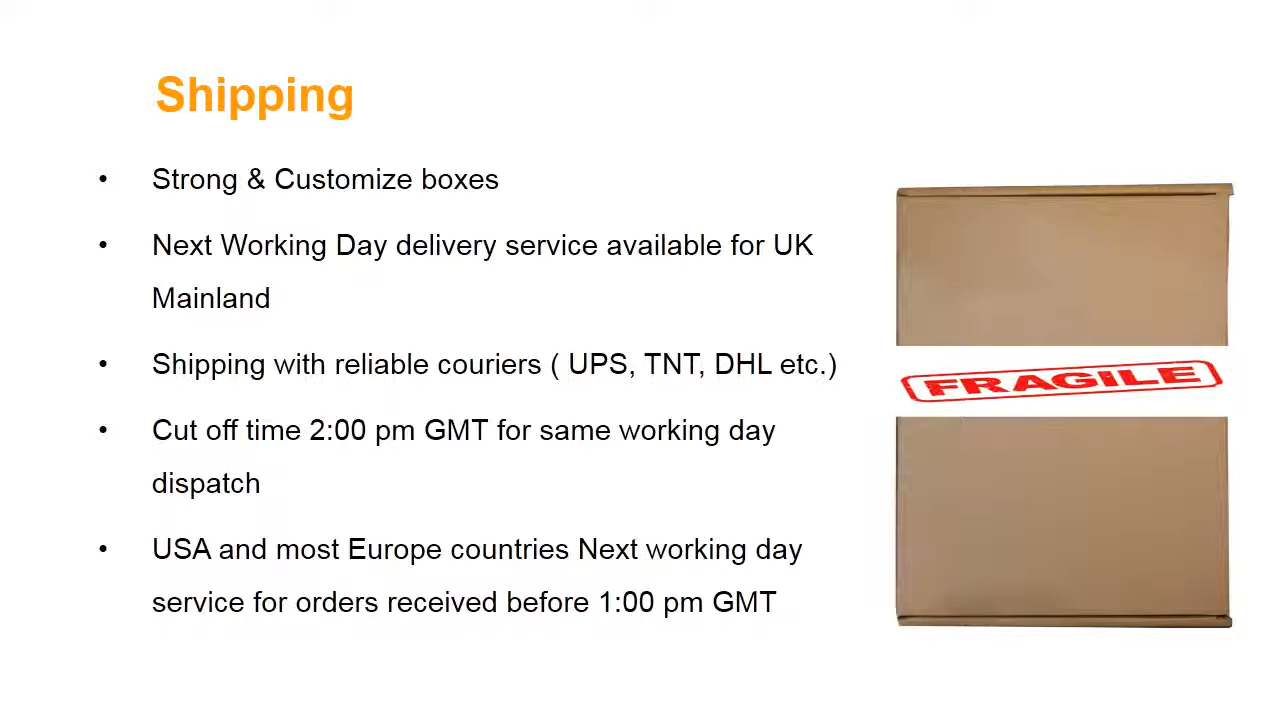 Shipping
• Strong & Customize boxes
• Next Working Day delivery service available for UK
Mainland
• Shipping with reliable couriers ( UPS, TNT, DHL etc.)
• Cut off time 2:00 pm GMT for same working day
dispatch
• USA and most Europe countries Next working day
service for orders received before 1:00 pm GMT
FRAGILE